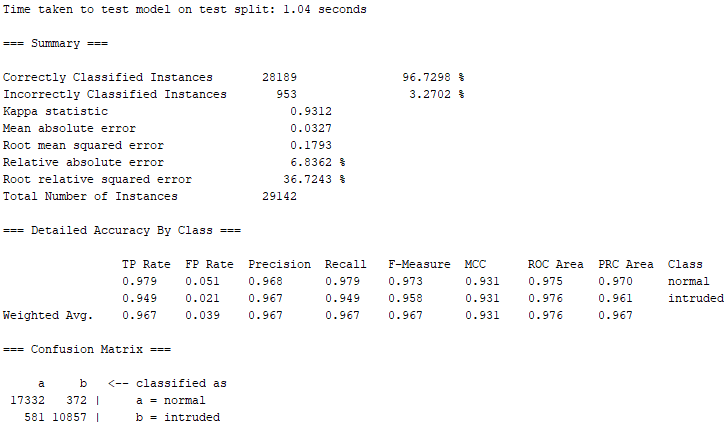 Time taken to test model on test split: 1.04 seconds
=== Summary ===
Correctly Classified Instances 28189 96.7298 %
Incorrectly Classified Instances 953 3.2702 %
Kappa statistic 0.9312
Mean absolute error 0.0327
Root mean squared error 0.1793
Relative absolute error 6.8362 %
Root relative squared error 36.7243 %
Total Number of Instances 29142
=== Detailed Accuracy By Class ===
TP Rate FP Rate Precision Recall F-Measure MCC ROC Area PRC Area Class
0.979 0.051 0.968 0.979 0.973 0.931 0.975 0.970 normal
0.949 0.021 0.967 0.949 0.958 0.931 0.976 0.961 intruded
Weighted Avg. 0.967 0.039 0.967 0.967 0.967 0.931 0.976 0.967
=== Confusion Matrix ===
a b <-- classified as
17332 372 | a = normal
581 10857 | b = intruded